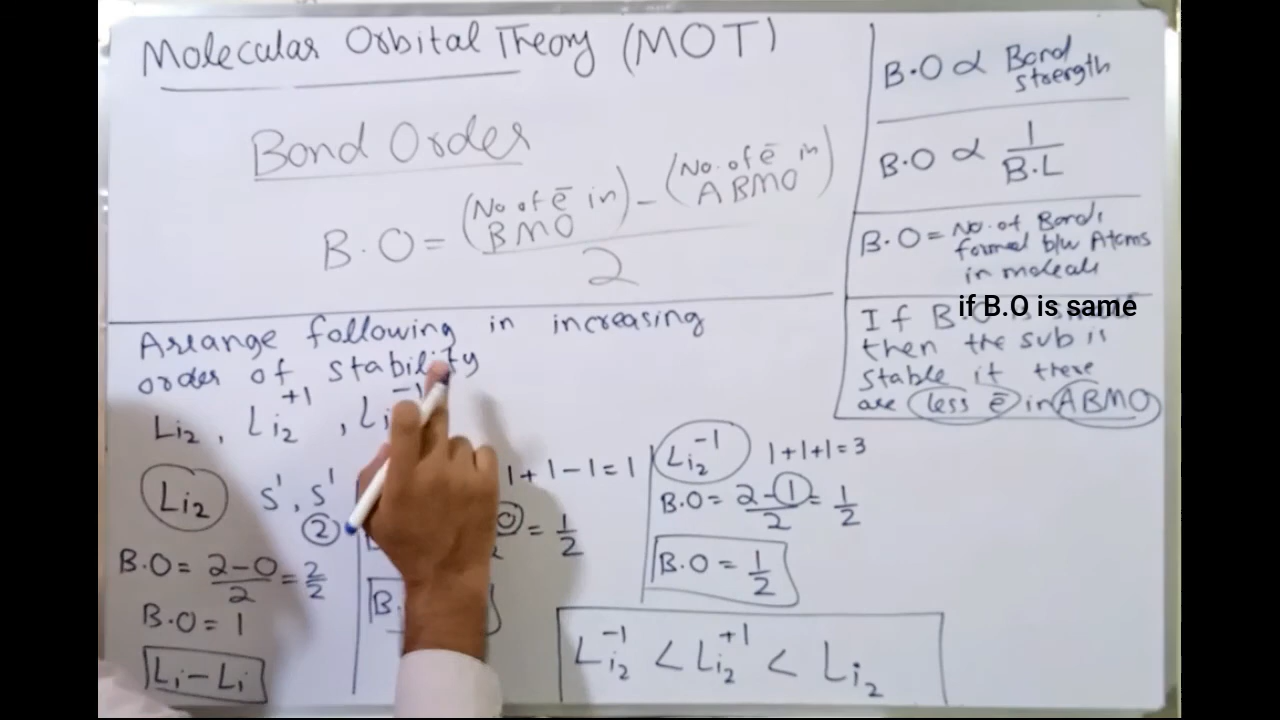 Molecular Orbital Theory (MOT)
Bond Order
B.O = (No. of ē in BMO) - (No. of ē in ABMO)
2
B.O ∝ Bond strength
B.O ∝ 1
B.L
B.O = No. of Bonds
formed b/w Atoms
in molecule
if B.O is same
If B.O
then the sub is
stable if there
are less ē in ABMO
Arrange following in increasing
order of stability
Li₂, Li₂⁺¹, Li
Li₂ s¹, s¹
2
B.O = 2-0/2 = 2/2
B.O = 1
Li-Li
1+1-1=1
0 = 1/2
2
B.
Li₂⁻¹ 1+1+1=3
B.O = 2-1/2 = 1/2
B.O = 1/2
Li₂⁻¹ < Li₂⁺¹ < Li₂